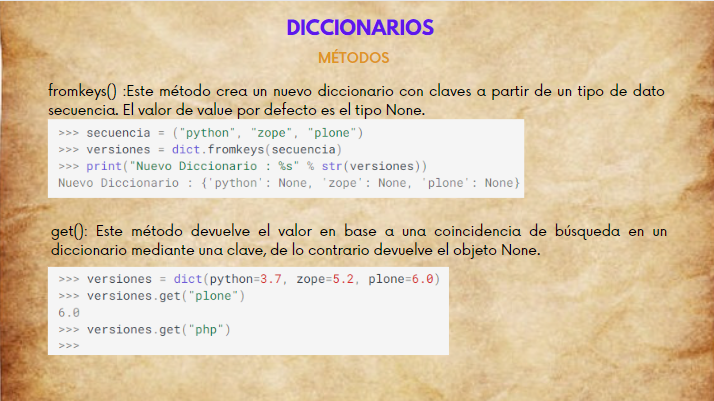 DICCIONARIOS
MÉTODOS
fromkeys() :Este método crea un nuevo diccionario con claves a partir de un tipo de dato
secuencia. El valor de value por defecto es el tipo None.
>>> secuencia = ("python", "zope", "plone")
>>> versiones = dict.fromkeys(secuencia)
>>> print("Nuevo Diccionario : %s" % str(versiones))
Nuevo Diccionario : {'python': None, 'zope': None, 'plone': None}
get(): Este método devuelve el valor en base a una coincidencia de búsqueda en un
diccionario mediante una clave, de lo contrario devuelve el objeto None.
>>> versiones = dict(python=3.7, zope=5.2, plone=6.0)
>>> versiones.get("plone")
6.0
>>> versiones.get("php")
>>>